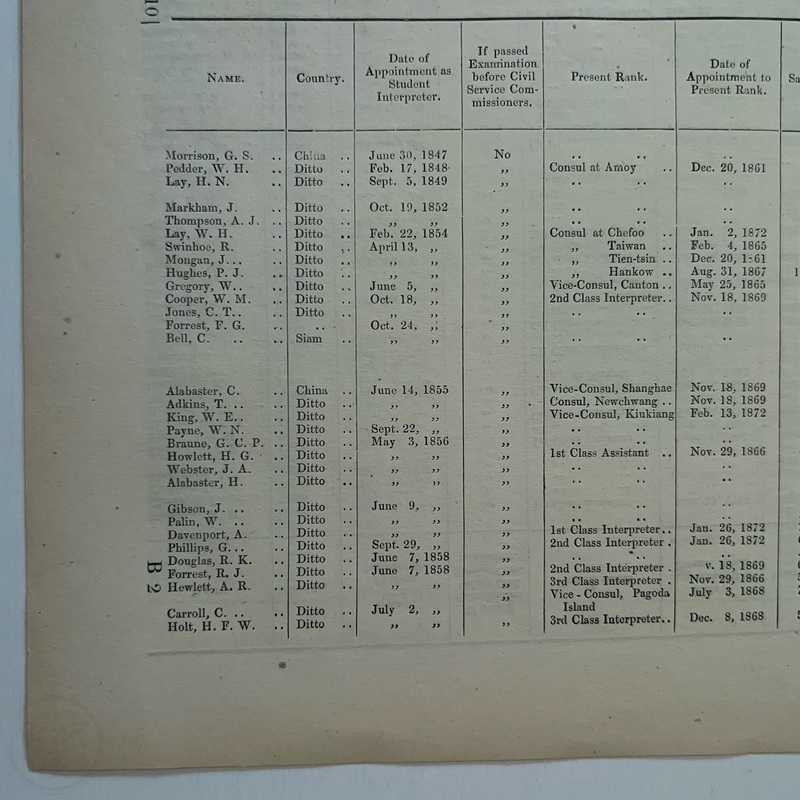 10]
NAME. Country. Date of Appointment as Student Interpreter. If passed Examination before Civil Service Com-missioners. Present Rank. Date of Appointment to Present Rank. Sa
Morrison, G. S. .. China .. June 30, 1847 No .. .. ..
Pedder, W. H. .. Ditto .. Feb. 17, 1848 ,, Consul at Amoy .. Dec. 20, 1861
Lay, H. N. .. Ditto .. Sept. 5, 1849 ,, .. .. ..
Markham, J. .. Ditto .. Oct. 19, 1852 ,, .. .. ..
Thompson, A. J. .. Ditto .. ,, ,, ,, .. .. ..
Lay, W. H. .. Ditto .. Feb. 22, 1854 ,, Consul at Chefoo .. Jan. 2, 1872
Swinhoe, R. .. Ditto .. April 13, ,, ,, ,, Taiwan .. Feb. 4, 1865
Mongan, J. .. .. Ditto .. ,, ,, ,, ,, Tien-tsin .. Dec. 20, 1861
Hughes, P. J. .. Ditto .. ,, ,, ,, ,, Hankow .. Aug. 31, 1867 1
Gregory, W. .. .. Ditto .. June 5, ,, ,, Vice-Consul, Canton .. May 25, 1865
Cooper, W. M. .. Ditto .. Oct. 18, ,, ,, 2nd Class Interpreter .. Nov. 18, 1869
Jones, C. T. .. .. Ditto .. ,, ,, ,, .. .. ..
Forrest, F. G. .. .. Oct. 24, ,, ,, .. .. ..
Bell, C. .. .. Siam .. ,, ,, ,, .. .. ..
Alabaster, C. .. China .. June 14, 1855 ,, Vice-Consul, Shanghae Nov. 18, 1869
Adkins, T. .. .. Ditto .. ,, ,, ,, Consul, Newchwang .. Nov. 18, 1869
King, W. E. .. .. Ditto .. ,, ,, ,, Vice-Consul, Kiukiang Feb. 13, 1872
Payne, W. N. .. Ditto .. Sept. 22, ,, ,, .. .. ..
Braune, G. C. P. .. Ditto .. May 3, 1856 ,, .. .. ..
Howlett, H. G. .. Ditto .. ,, ,, ,, 1st Class Assistant .. Nov. 29, 1866
Webster, J. A. .. Ditto .. ,, ,, ,, .. .. ..
Alabaster, H. .. Ditto .. ,, ,, ,, .. .. ..
Gibson, J. .. .. Ditto .. June 9, ,, ,, .. .. ..
Palin, W. .. .. Ditto .. ,, ,, ,, .. .. ..
Davenport, A. .. Ditto .. ,, ,, ,, 1st Class Interpreter .. Jan. 26, 1872
Phillips, G. .. .. Ditto .. Sept. 29, ,, ,, 2nd Class Interpreter . Jan. 26, 1872
Douglas, R. K. .. Ditto .. June 7, 1858 ,, .. .. ..
Forrest, R. J. .. Ditto .. June 7, 1858 ,, 2nd Class Interpreter . v. 18, 1869
Hewlett, A. R. .. Ditto .. ,, ,, ,, 3rd Class Interpreter . Nov. 29, 1866
,, Vice-Consul, Pagoda July 3, 1868
Carroll, C. .. .. Ditto .. July 2, ,, Island
Holt, H. F. W. .. Ditto .. ,, ,, ,, 3rd Class Interpreter .. Dec. 8, 1868
B 2